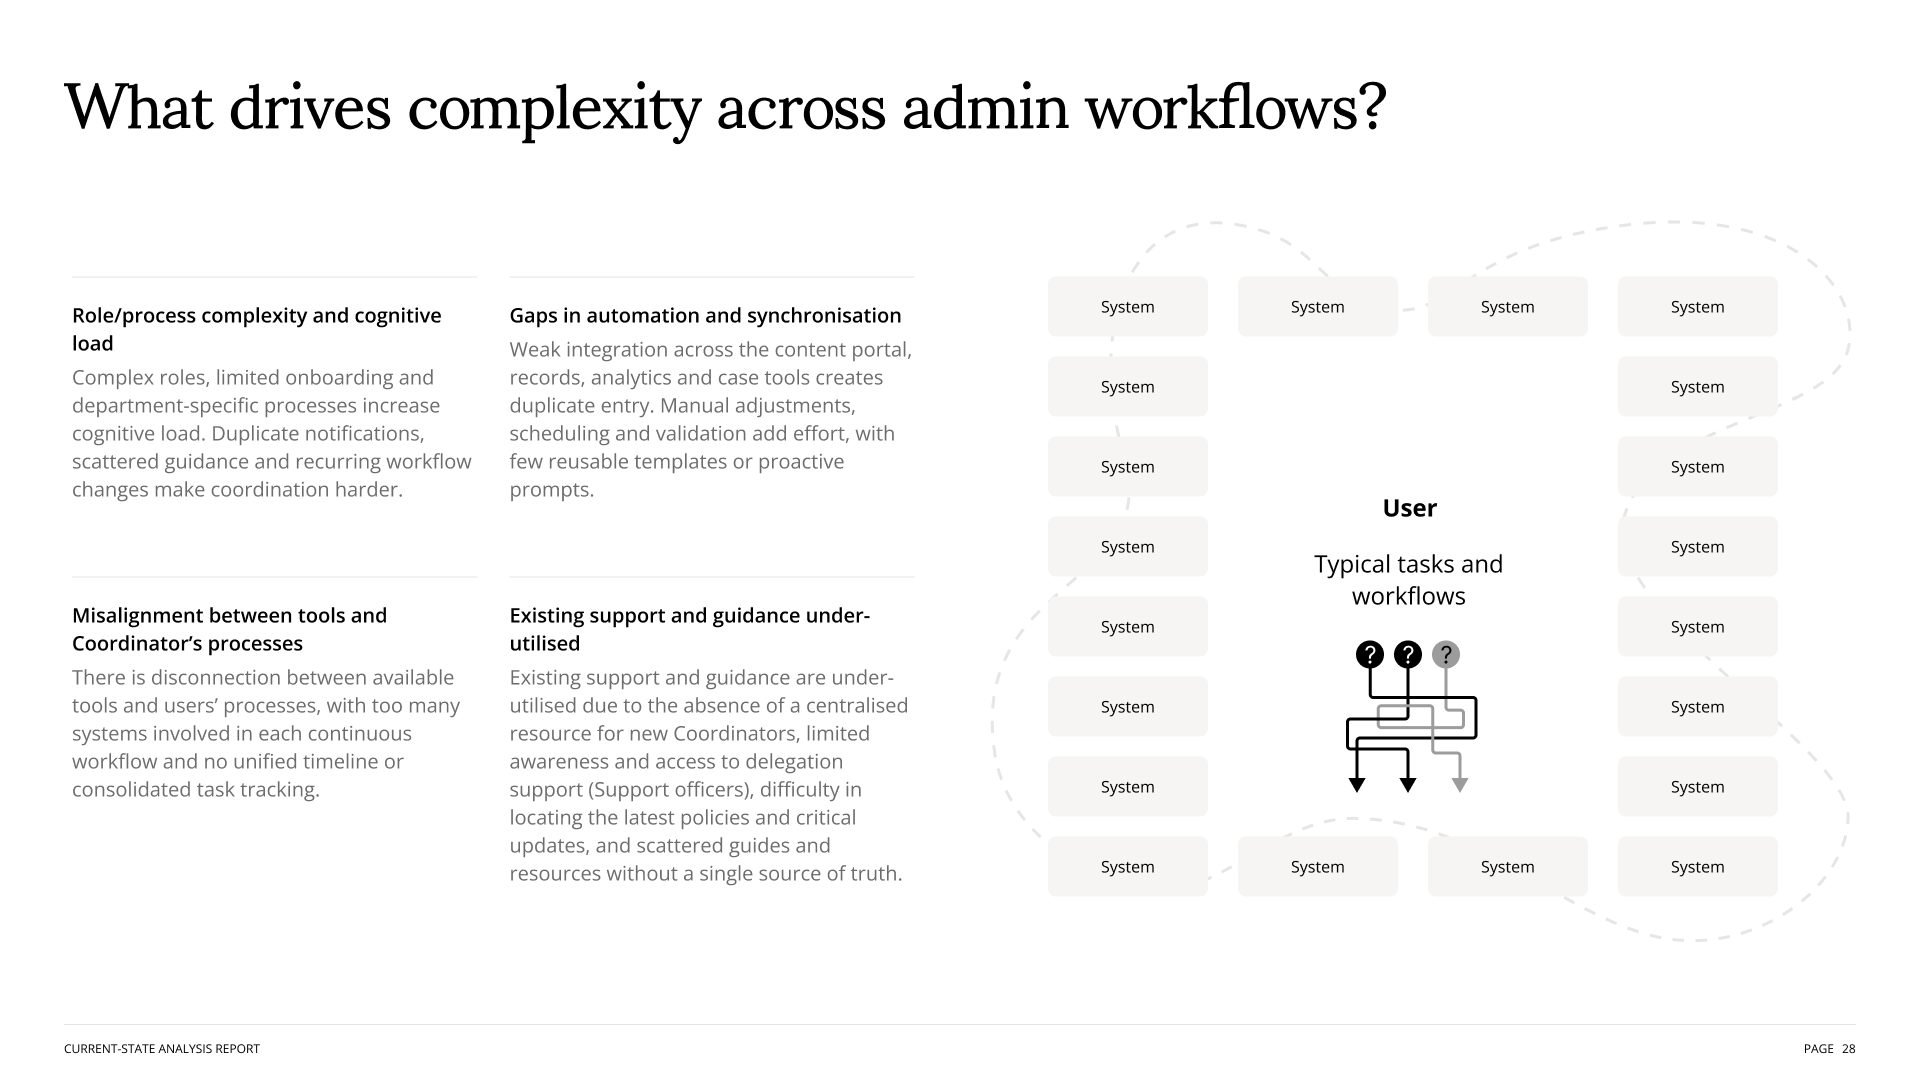 What drives complexity across admin workflows?
Role/process complexity and cognitive
load
Complex roles, limited onboarding and
department-specific processes increase
cognitive load. Duplicate notifications,
scattered guidance and recurring workflow
changes make coordination harder.
Gaps in automation and synchronisation
Weak integration across the content portal,
records, analytics and case tools creates
duplicate entry. Manual adjustments,
scheduling and validation add effort, with
few reusable templates or proactive
prompts.
Misalignment between tools and
Coordinator’s processes
There is disconnection between available
tools and users’ processes, with too many
systems involved in each continuous
workflow and no unified timeline or
consolidated task tracking.
Existing support and guidance under-
utilised
Existing support and guidance are under-
utilised due to the absence of a centralised
resource for new Coordinators, limited
awareness and access to delegation
support (Support officers), difficulty in
locating the latest policies and critical
updates, and scattered guides and
resources without a single source of truth.
System
System
System
System
System
System
System
System
System
System
User
Typical tasks and
workflows
? ? ?
System
System
System
System
System
System
System
System
System
System
CURRENT-STATE ANALYSIS REPORT
PAGE 28